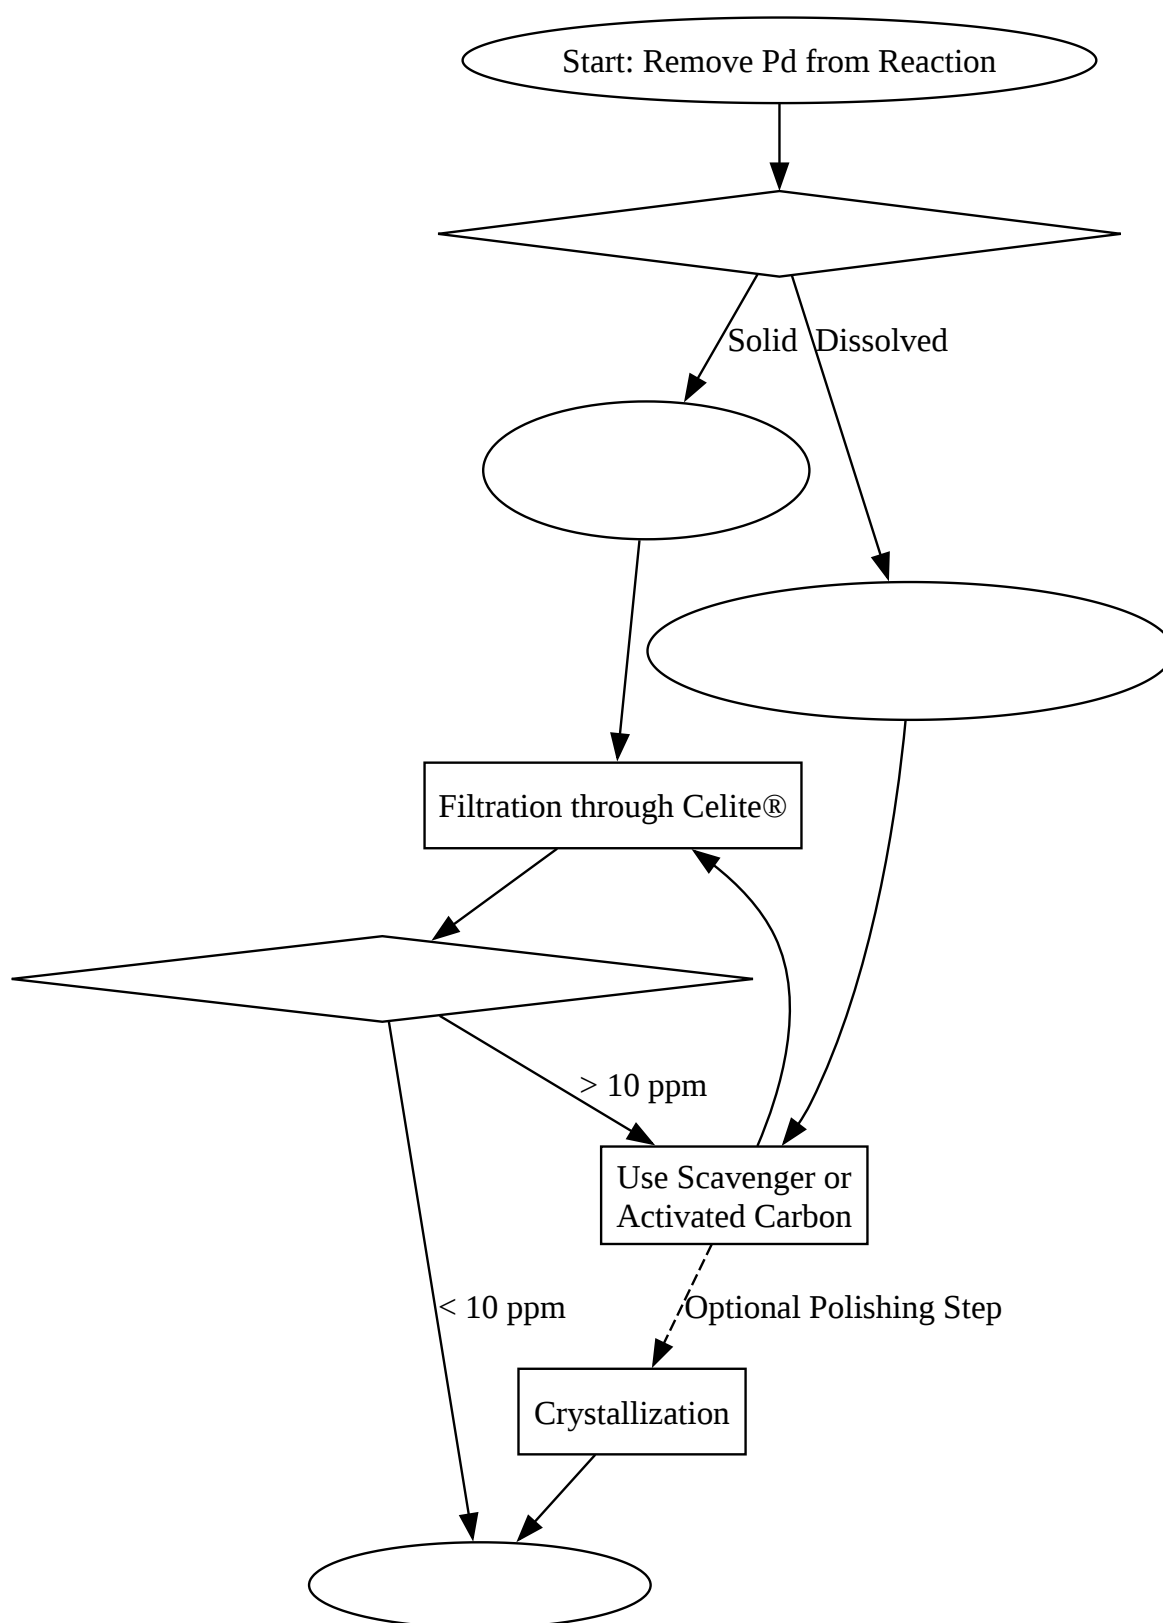 Start: Remove Pd from Reaction
Solid
Dissolved
Filtration through Celite®
> 10 ppm
Use Scavenger or
Activated Carbon
< 10 ppm
Optional Polishing Step
Crystallization